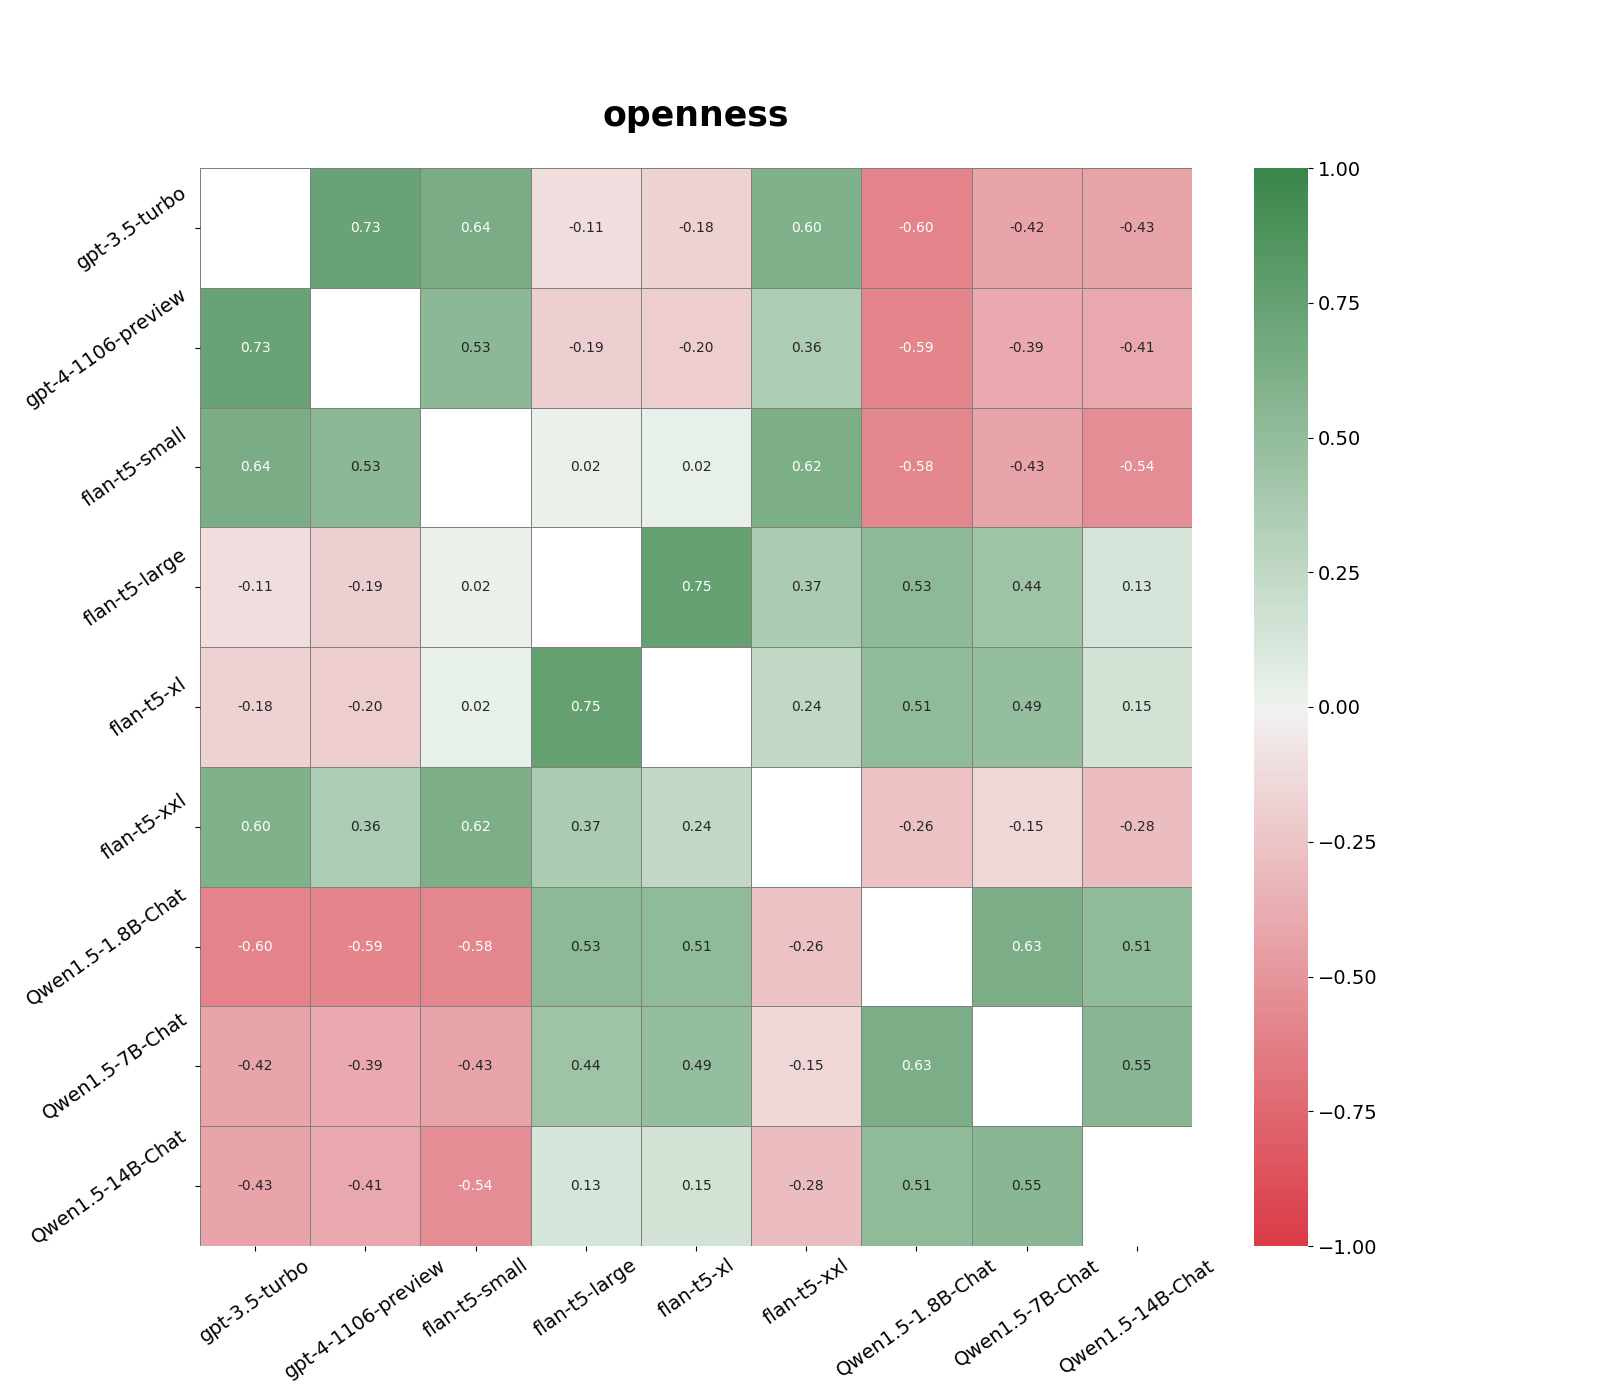 openness
gpt-3.5-turbo 0.73 0.64 -0.11 -0.18 0.60 -0.60 -0.42 -0.43
gpt-4-1106-preview 0.73 0.53 -0.19 -0.20 0.36 -0.59 -0.39 -0.41
flan-t5-small 0.64 0.53 0.02 0.02 0.62 -0.58 -0.43 -0.54
flan-t5-large -0.11 -0.19 0.02 0.75 0.37 0.53 0.44 0.13
flan-t5-xl -0.18 -0.20 0.02 0.75 0.24 0.51 0.49 0.15
flan-t5-xxl 0.60 0.36 0.62 0.37 0.24 -0.26 -0.15 -0.28
Qwen1.5-1.8B-Chat -0.60 -0.59 -0.58 0.53 0.51 -0.26 0.63 0.51
Qwen1.5-7B-Chat -0.42 -0.39 -0.43 0.44 0.49 -0.15 0.63 0.55
Qwen1.5-14B-Chat -0.43 -0.41 -0.54 0.13 0.15 -0.28 0.51 0.55
gpt-3.5-turbo gpt-4-1106-preview flan-t5-small flan-t5-large flan-t5-xl flan-t5-xxl Qwen1.5-1.8B-Chat Qwen1.5-7B-Chat Qwen1.5-14B-Chat
1.00
0.75
0.50
0.25
0.00
−0.25
−0.50
−0.75
−1.00